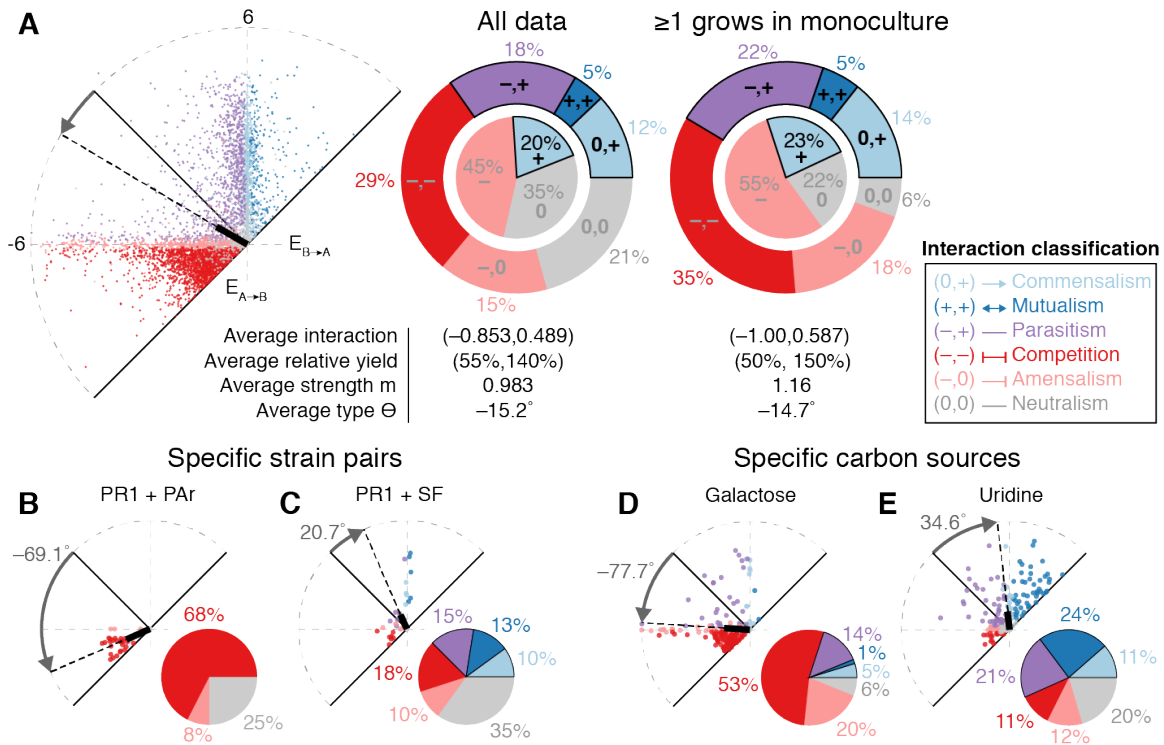 A
6
-6
E_B→A
E_A→B
All data
≥1 grows in monoculture
18%
5%
12%
21%
15%
29%
−,+
+,+
0,+
0,0
−,0
−,−
20%
+
45%
−
35%
0
22%
5%
14%
6%
18%
35%
−,+
+,+
0,+
0,0
−,0
−,−
23%
+
55%
−
22%
0
Average interaction (−0.853,0.489) (−1.00,0.587)
Average relative yield (55%,140%) (50%, 150%)
Average strength m 0.983 1.16
Average type Θ −15.2° −14.7°
Interaction classification
(0,+) Commensalism
(+,+) Mutualism
(−,+) Parasitism
(−,−) Competition
(−,0) Amensalism
(0,0) Neutralism
Specific strain pairs
Specific carbon sources
B
PR1 + PAr
−69.1°
68%
8%
25%
C
PR1 + SF
20.7°
15%
13%
10%
18%
10%
35%
D
Galactose
−77.7°
14%
1%
5%
6%
53%
20%
E
Uridine
34.6°
24%
11%
21%
11%
12%
20%